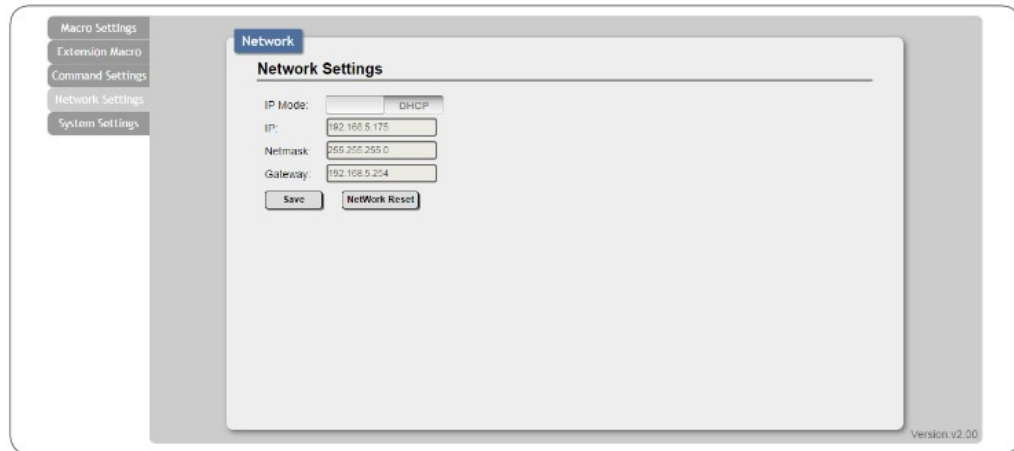 Macro Settings
Extension Macro
Command Settings
Network Settings
System Settings
Network
Network Settings
IP Mode: DHCP
IP: 192.168.5.175
Netmask: 255.255.255.0
Gateway: 192.168.5.254
Save NetWork Reset
Version:v2.00